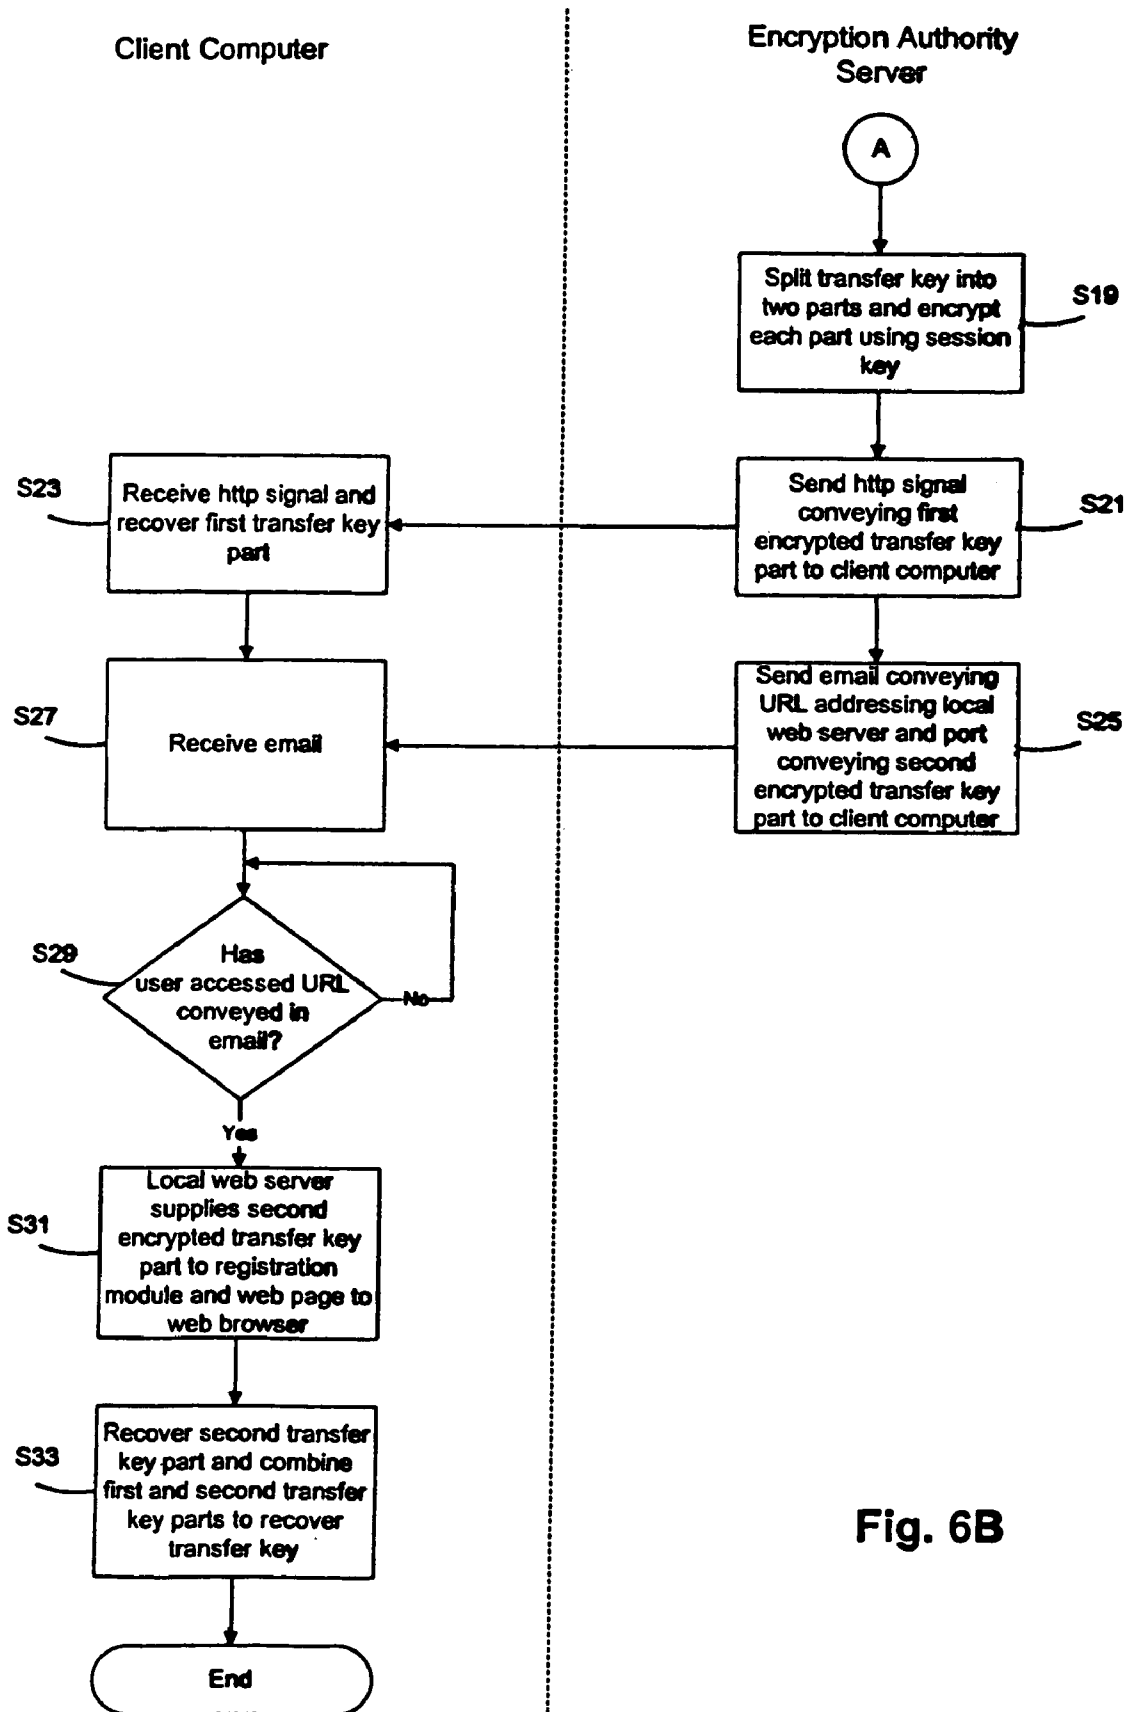 Client Computer
Encryption Authority
Server
A
Split transfer key into
two parts and encrypt
each part using session
key
S19
Send http signal
conveying first
encrypted transfer key
part to client computer
S21
S23
Receive http signal and
recover first transfer key
part
Send email conveying
URL addressing local
web server and port
conveying second
encrypted transfer key
part to client computer
S25
S27
Receive email
S29
Has
user accessed URL
conveyed in
email?
No
Yes
S31
Local web server
supplies second
encrypted transfer key
part to registration
module and web page to
web browser
S33
Recover second transfer
key part and combine
first and second transfer
key parts to recover
transfer key
End
Fig. 6B